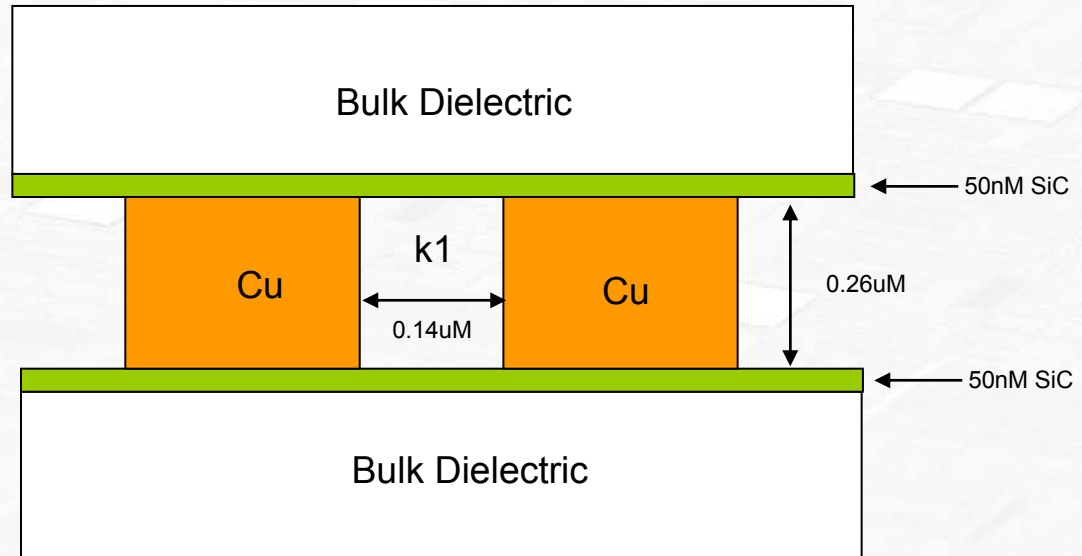 Bulk Dielectric
50nM SiC
k1
Cu
Cu
0.26uM
0.14uM
50nM SiC
Bulk Dielectric